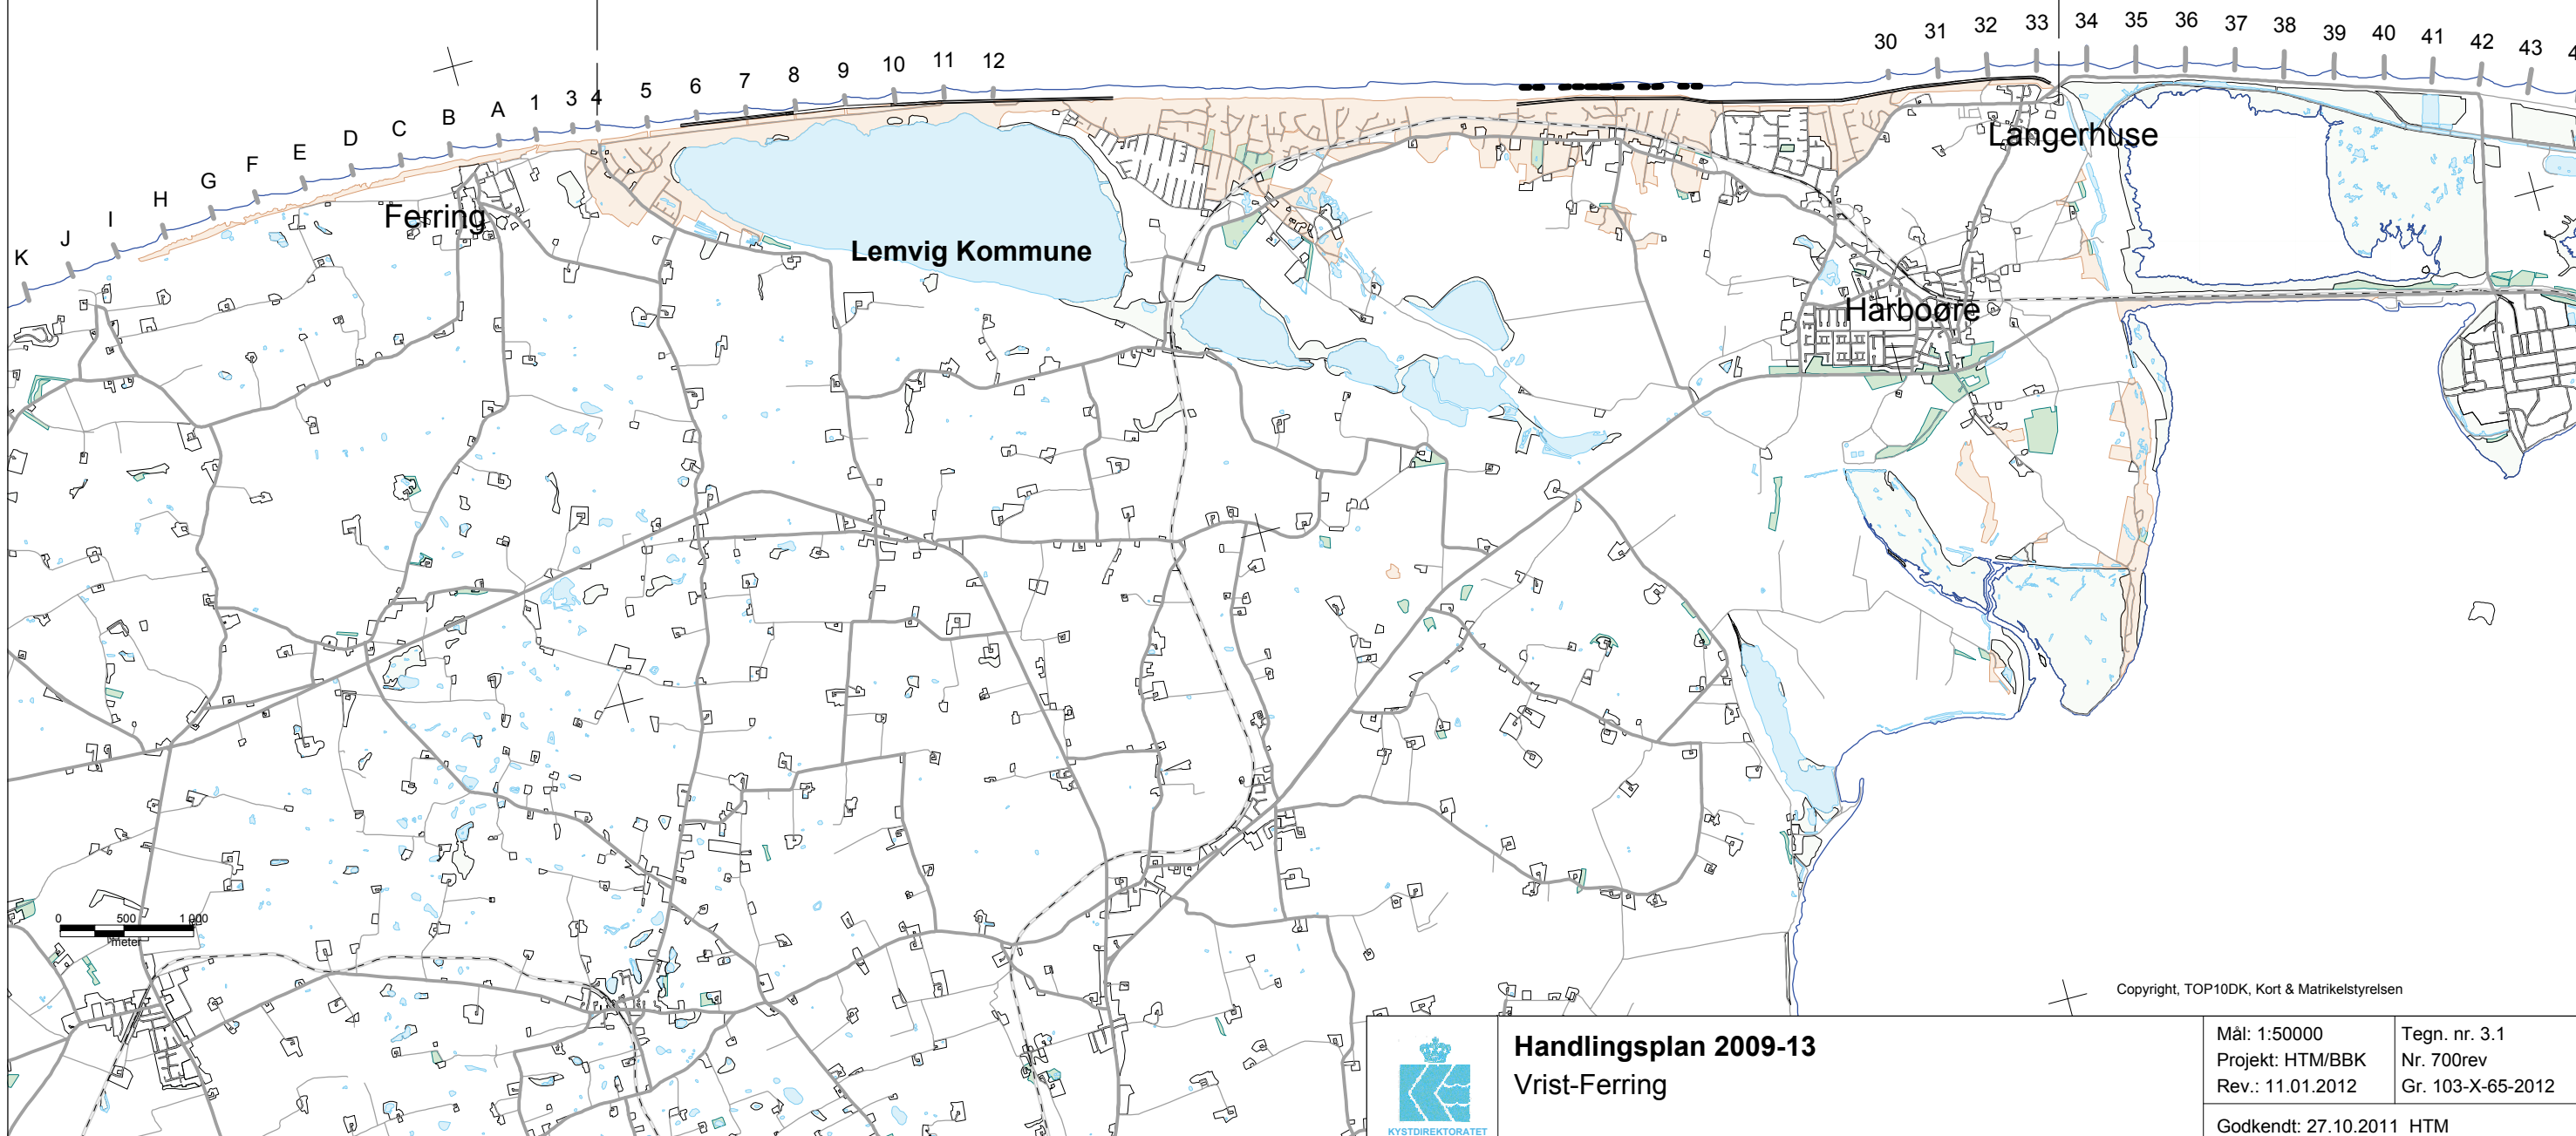 K
J
I
H
G
F
E
D
C
B
A
1
3
4
5
6
7
8
9
10
11
12
30
31
32
33
34
35
36
37
38
39
40
41
42
43
Langerhuse
Ferring
Lemvig Kommune
Harboøre
0 500 1 000
meter
Copyright, TOP10DK, Kort & Matrikelstyrelsen
KYSTDIREKTORATET
Handlingsplan 2009-13
Vrist-Ferring
Mål: 1:50000
Projekt: HTM/BBK
Rev.: 11.01.2012
Tegn. nr. 3.1
Nr. 700rev
Gr. 103-X-65-2012
Godkendt: 27.10.2011 HTM